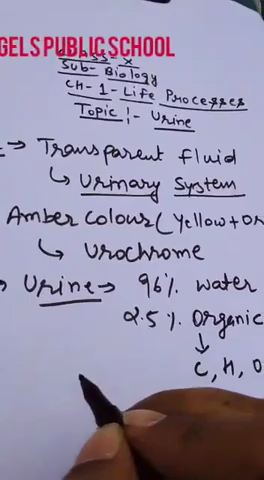 GELS PUBLIC SCHOOL
CLASS-X
Sub- Biology
CH-1-Life Processes
Topic :- Urine
→ Transparent fluid
↳ Urinary System
Amber colour (Yellow + Or
↳ Urochrome
→ Urine → 96% water
2.5% Organic
↓
C, H, O